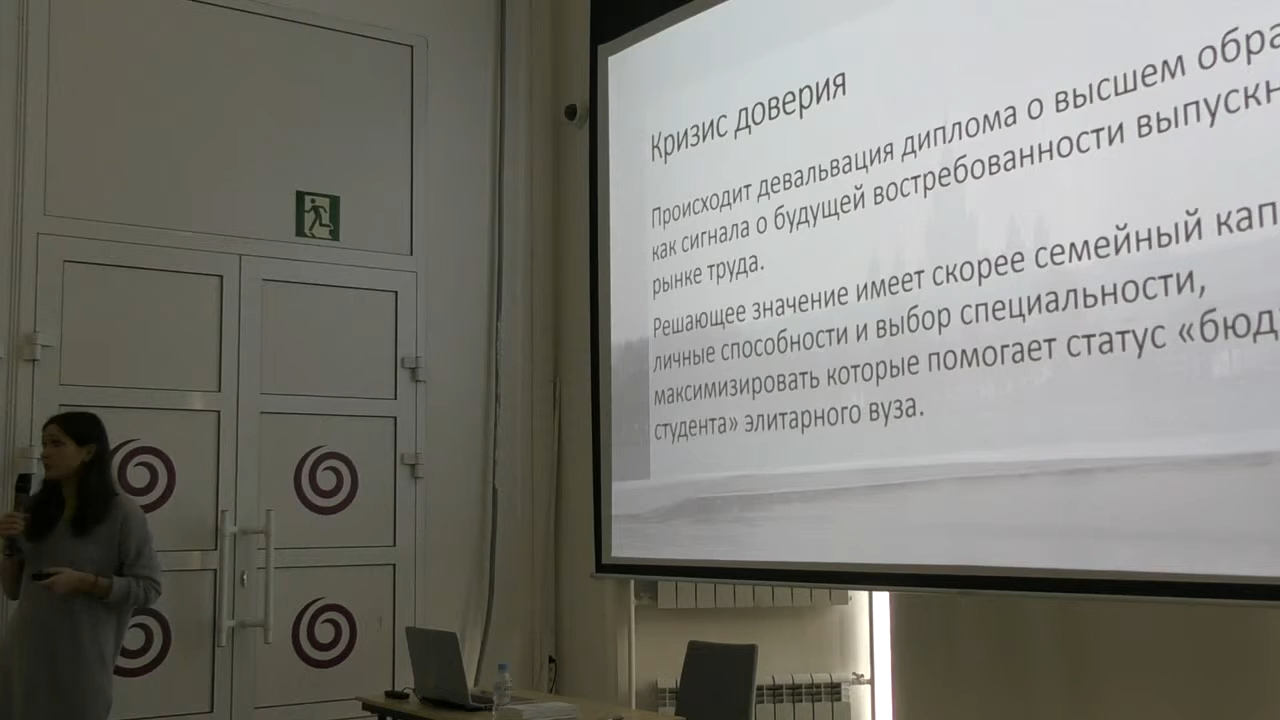 Кризис доверия
Происходит девальвация диплома о высшем обра
как сигнала о будущей востребованности выпускн
рынке труда.
Решающее значение имеет скорее семейный кап
личные способности и выбор специальности,
максимизировать которые помогает статус «бюд
студента» элитарного вуза.